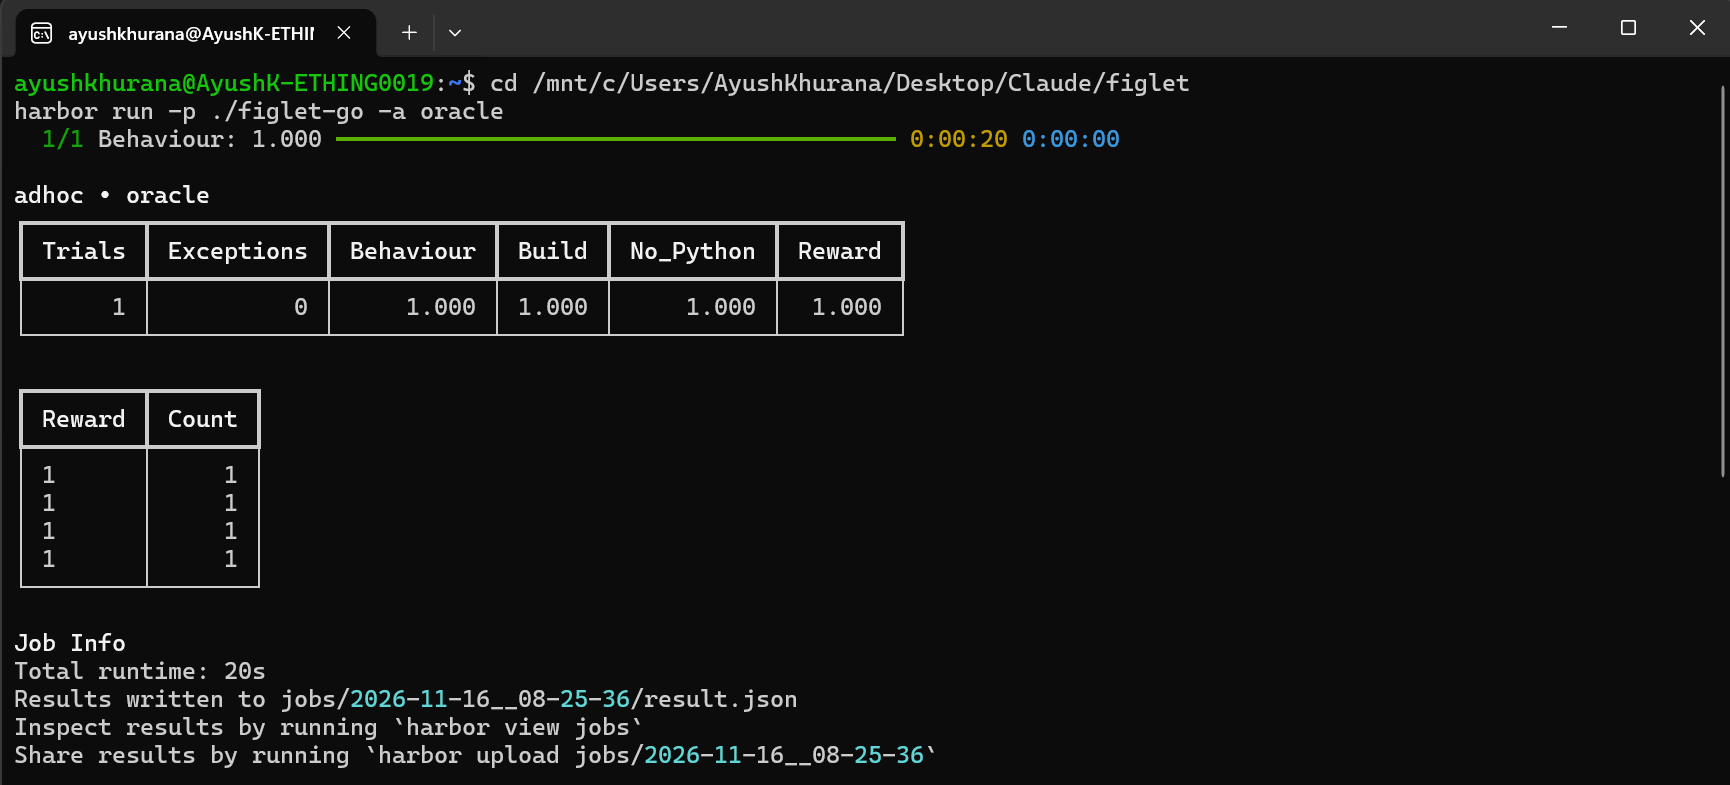 ayushkhurana@AyushK-ETHIN
ayushkhurana@AyushK-ETHING0019:~$ cd /mnt/c/Users/AyushKhurana/Desktop/Claude/figlet
harbor run -p ./figlet-go -a oracle
1/1 Behaviour: 1.000 0:00:20 0:00:00
adhoc • oracle
Trials Exceptions Behaviour Build No_Python Reward
1 0 1.000 1.000 1.000 1.000
Reward Count
1 1
1 1
1 1
1 1
Job Info
Total runtime: 20s
Results written to jobs/2026-11-16__08-25-36/result.json
Inspect results by running `harbor view jobs`
Share results by running `harbor upload jobs/2026-11-16__08-25-36`